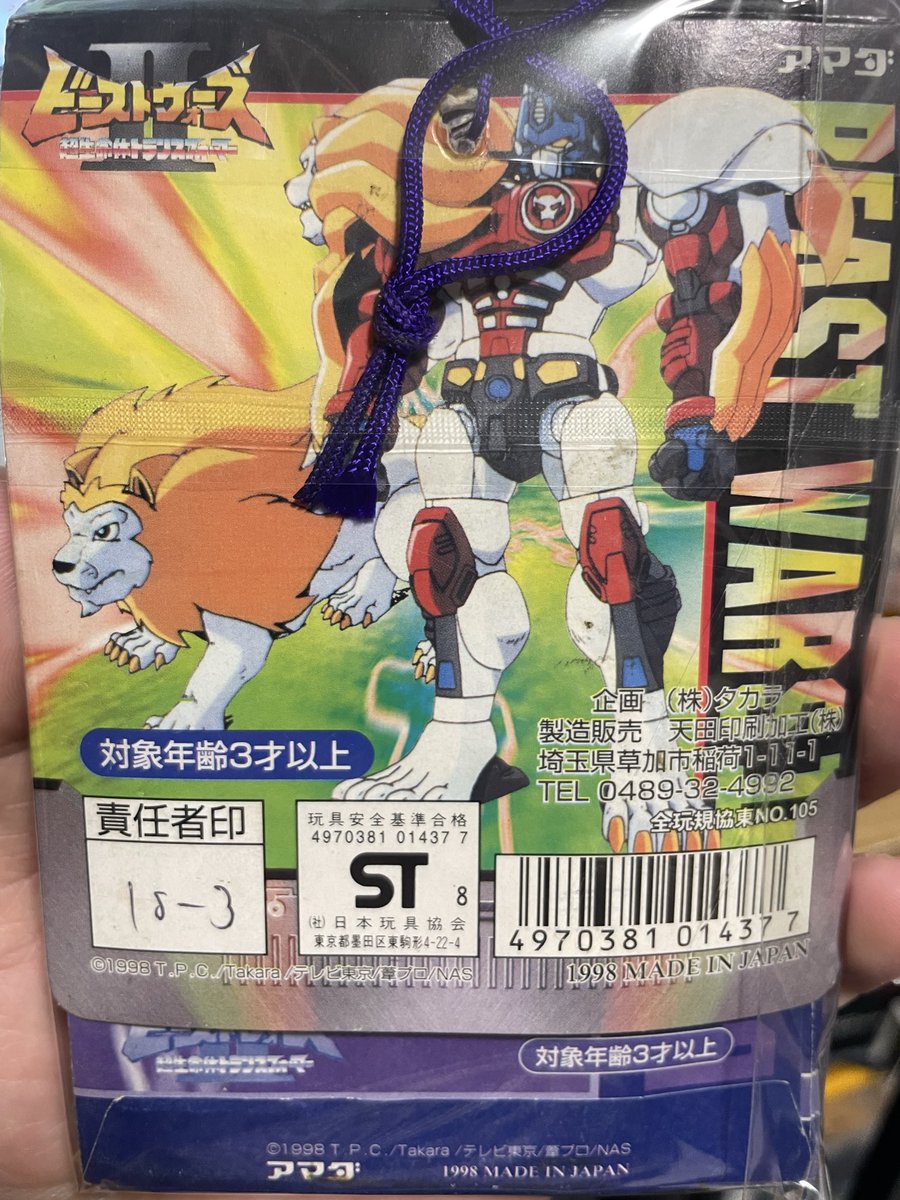 ビーストウォーズ
II
超生命体トランスフォーマー
アマダ
BEAST WARS
企画 (株)タカラ
製造販売 天田印刷加工(株)
埼玉県草加市稲荷1-11-1
TEL 0489-32-4992
全玩規協東NO.105
対象年齢3才以上
責任者印
18-3
玩具安全基準合格
4970381 01437 7
ST 8
(社)日本玩具協会
東京都墨田区東駒形4-22-4
4970381 014377
©1998 T.P.C./Takara/テレビ東京/葦プロ/NAS
1998 MADE IN JAPAN
超生命体トランスフォーマー
対象年齢3才以上
©1998 T.P.C./Takara/テレビ東京/葦プロ/NAS
アマダ 1998 MADE IN JAPAN